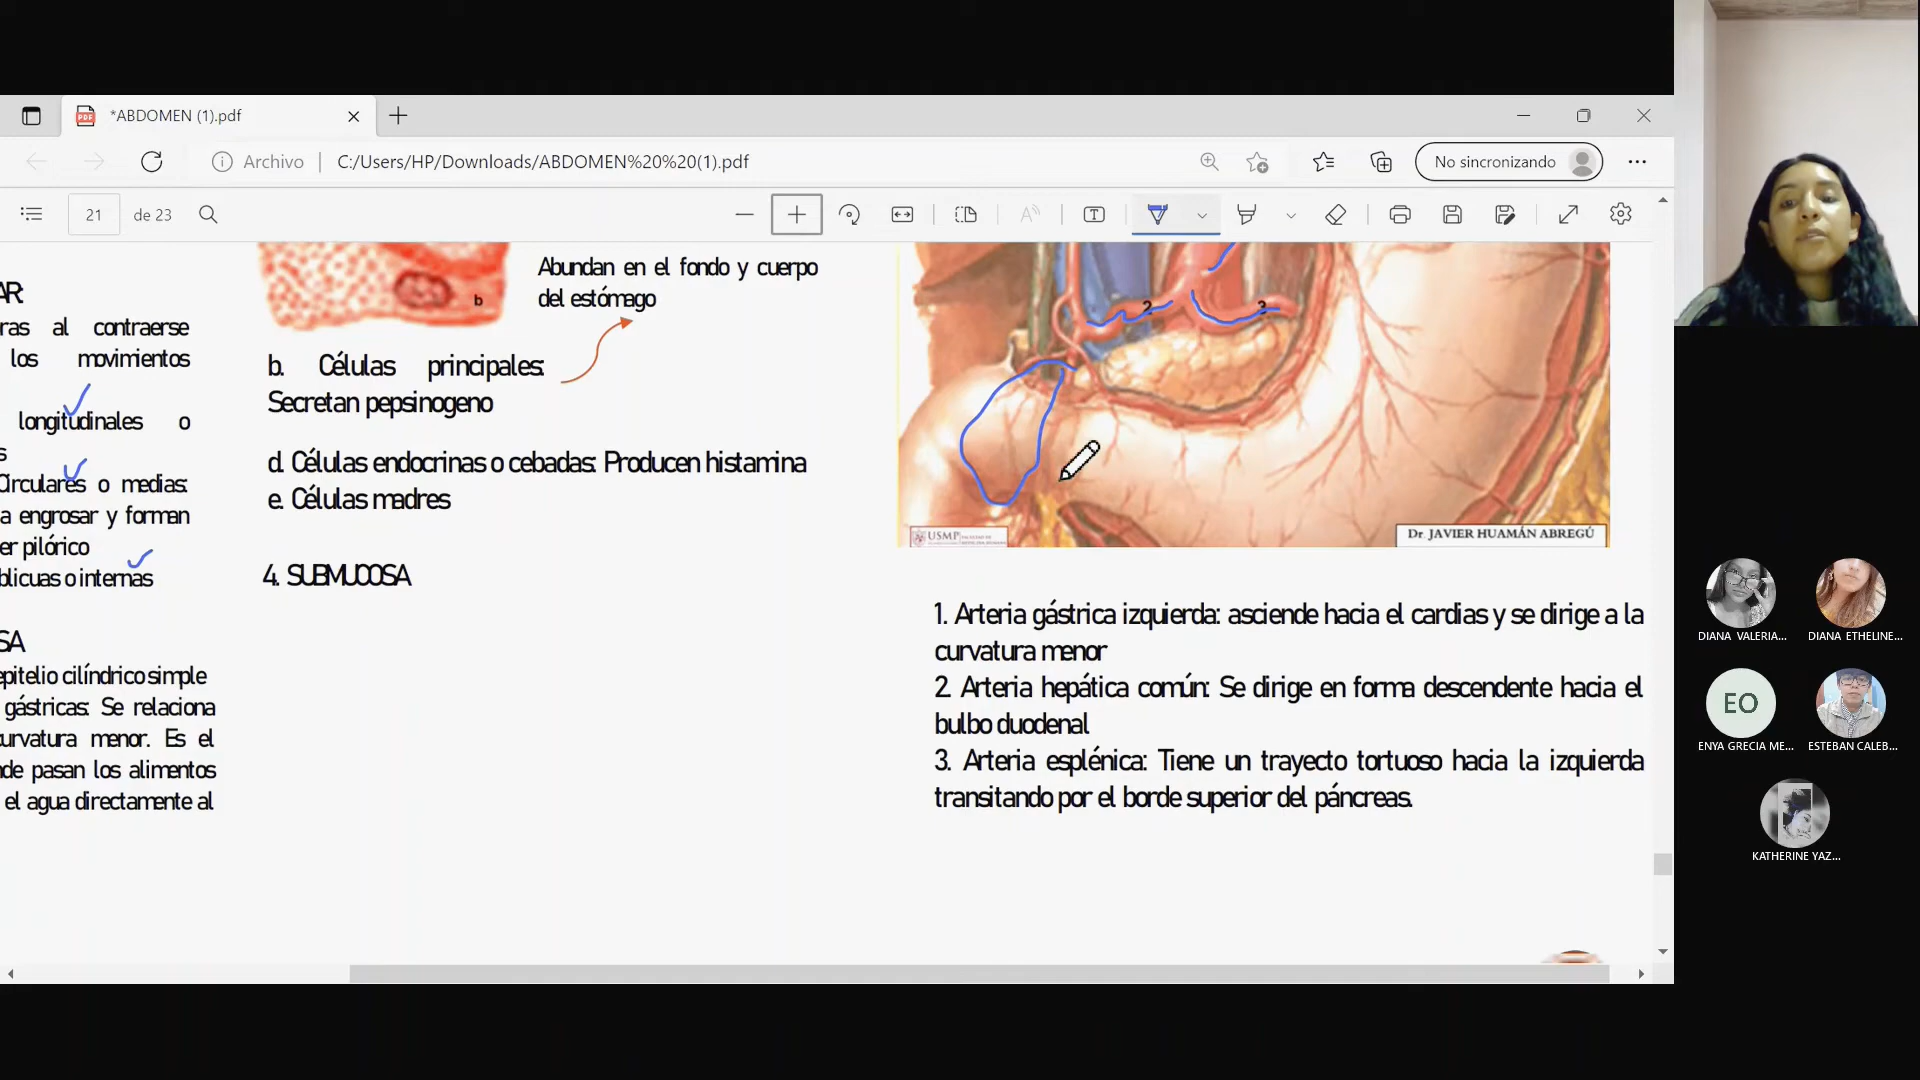 *ABDOMEN (1).pdf
Archivo
C:/Users/HP/Downloads/ABDOMEN%20%20(1).pdf
No sincronizando
21
de 23
AR:
ras al contraerse
los movimientos
longitudinales o
s
Circulares o medias:
a engrosar y forman
er pilórico
blicuas o internas
SA
epitelio cilíndrico simple
gástricas: Se relaciona
curvatura menor. Es el
nde pasan los alimentos
el agua directamente al
b
Abundan en el fondo y cuerpo
del estómago
b. Células principales:
Secretan pepsinogeno
d. Células endocrinas o cebadas: Producen histamina
e. Células madres
4. SUBMUCOSA
2
3
USMP
Dr. JAVIER HUAMÁN ABREGÚ
1. Arteria gástrica izquierda: asciende hacia el cardias y se dirige a la
curvatura menor
2. Arteria hepática común: Se dirige en forma descendente hacia el
bulbo duodenal
3. Arteria esplénica: Tiene un trayecto tortuoso hacia la izquierda
transitando por el borde superior del páncreas.
DIANA VALERIA...
DIANA ETHELINE...
EO
ENYA GRECIA ME...
ESTEBAN CALEB...
KATHERINE YAZ...